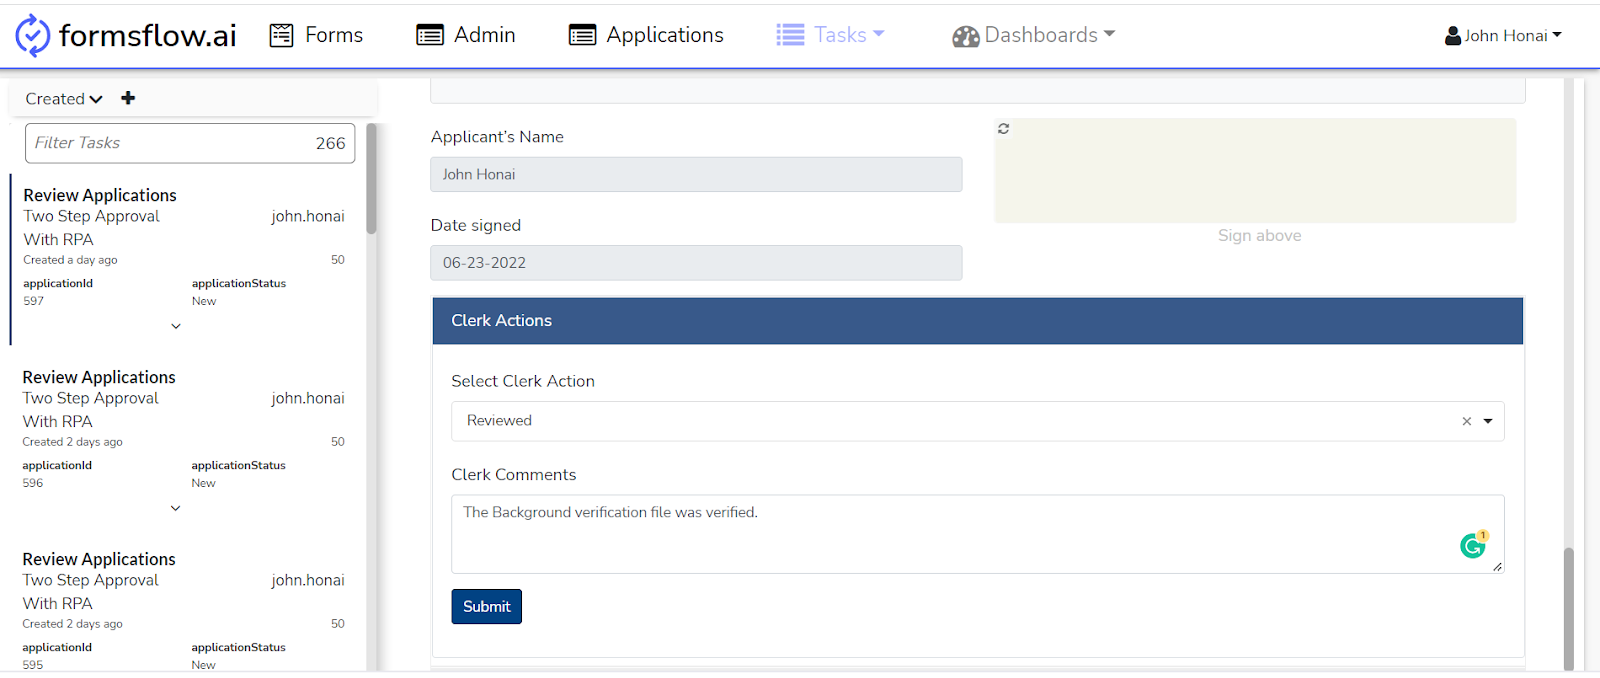 formsflow.ai Forms Admin Applications Tasks Dashboards John Honai
Created
Filter Tasks 266
Review Applications
Two Step Approval john.honai
With RPA
Created a day ago 50
applicationId applicationStatus
597 New
Review Applications
Two Step Approval john.honai
With RPA
Created 2 days ago 50
applicationId applicationStatus
596 New
Review Applications
Two Step Approval john.honai
With RPA
Created 2 days ago 50
applicationId applicationStatus
595 New
Applicant's Name
John Honai
Sign above
Date signed
06-23-2022
Clerk Actions
Select Clerk Action
Reviewed
Clerk Comments
The Background verification file was verified.
1
Submit